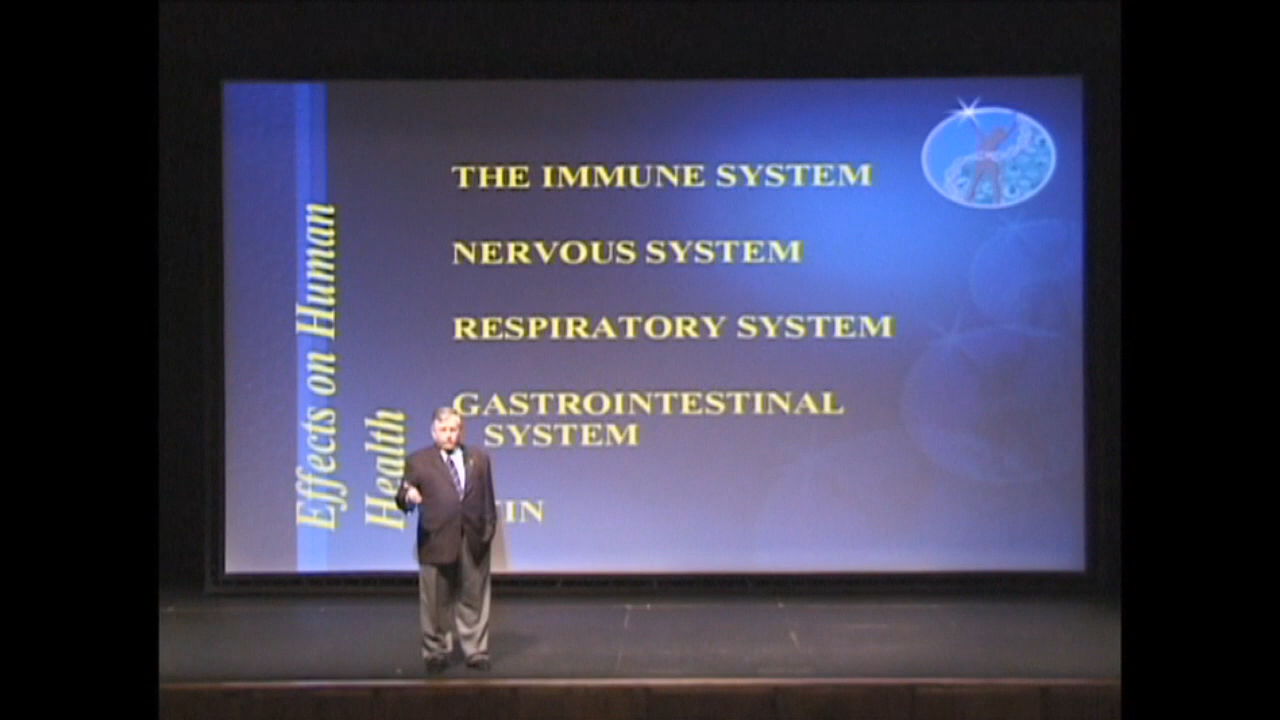 Effects on Human
Health
THE IMMUNE SYSTEM
NERVOUS SYSTEM
RESPIRATORY SYSTEM
GASTROINTESTINAL
SYSTEM